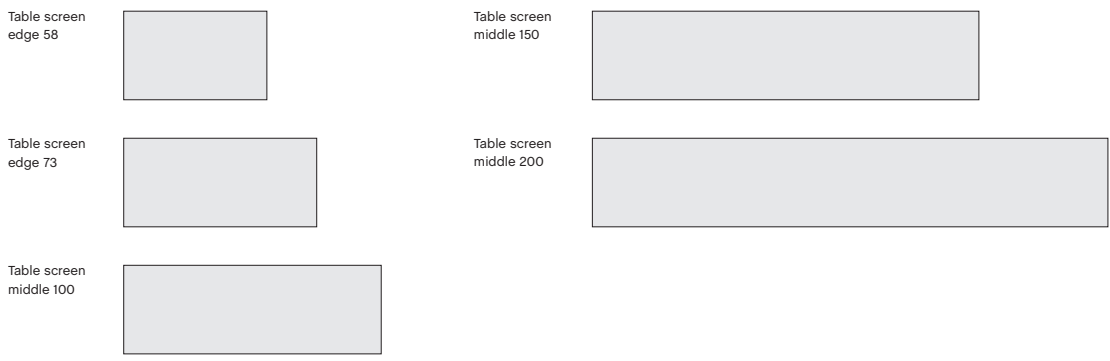 Table screen
edge 58
Table screen
edge 73
Table screen
middle 100
Table screen
middle 150
Table screen
middle 200